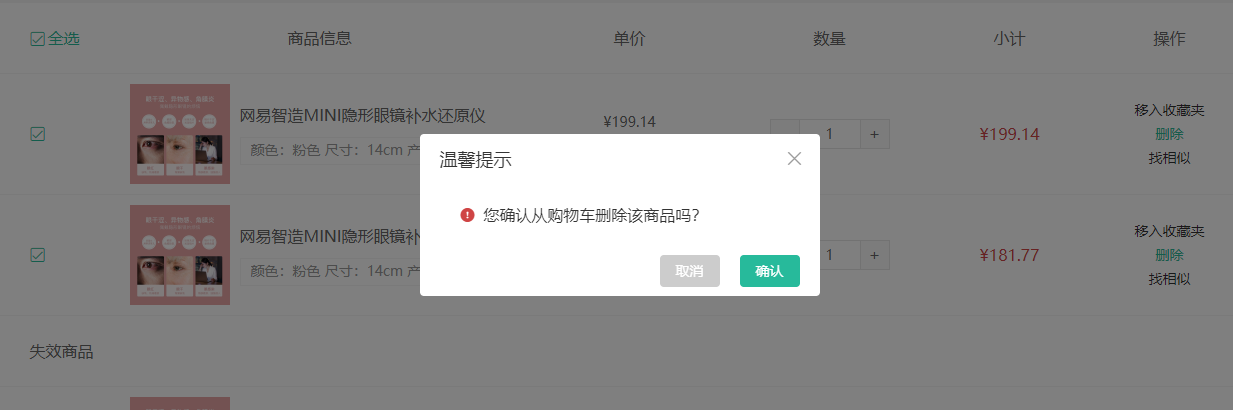 全选 商品信息 单价 数量 小计 操作
网易智造MINI隐形眼镜补水还原仪
¥199.14
颜色：粉色 尺寸：14cm 产
1 +
¥199.14
移入收藏夹
删除
找相似
温馨提示
您确认从购物车删除该商品吗？
取消 确认
网易智造MINI隐形眼镜补
颜色：粉色 尺寸：14cm 产
1 +
¥181.77
移入收藏夹
删除
找相似
失效商品